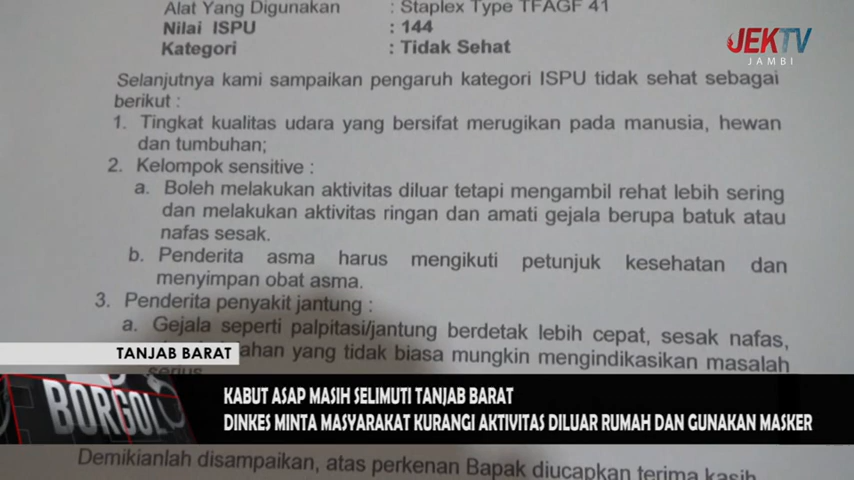 Alat Yang Digunakan : Staplex Type TFAGF 41
Nilai ISPU : 144
Kategori : Tidak Sehat
JEKTV
JAMBI
Selanjutnya kami sampaikan pengaruh kategori ISPU tidak sehat sebagai
berikut :
1. Tingkat kualitas udara yang bersifat merugikan pada manusia, hewan
dan tumbuhan;
2. Kelompok sensitive :
a. Boleh melakukan aktivitas diluar tetapi mengambil rehat lebih sering
dan melakukan aktivitas ringan dan amati gejala berupa batuk atau
nafas sesak.
b. Penderita asma harus mengikuti petunjuk kesehatan dan
menyimpan obat asma.
3. Penderita penyakit jantung :
a. Gejala seperti palpitasi/jantung berdetak lebih cepat, sesak nafas,
yang tidak biasa mungkin mengindikasikan masalah
serius
TANJAB BARAT
BORGOL
KABUT ASAP MASIH SELIMUTI TANJAB BARAT
DINKES MINTA MASYARAKAT KURANGI AKTIVITAS DILUAR RUMAH DAN GUNAKAN MASKER
Demikianlah disampaikan, atas perkenan Bapak diucapkan terima kasih